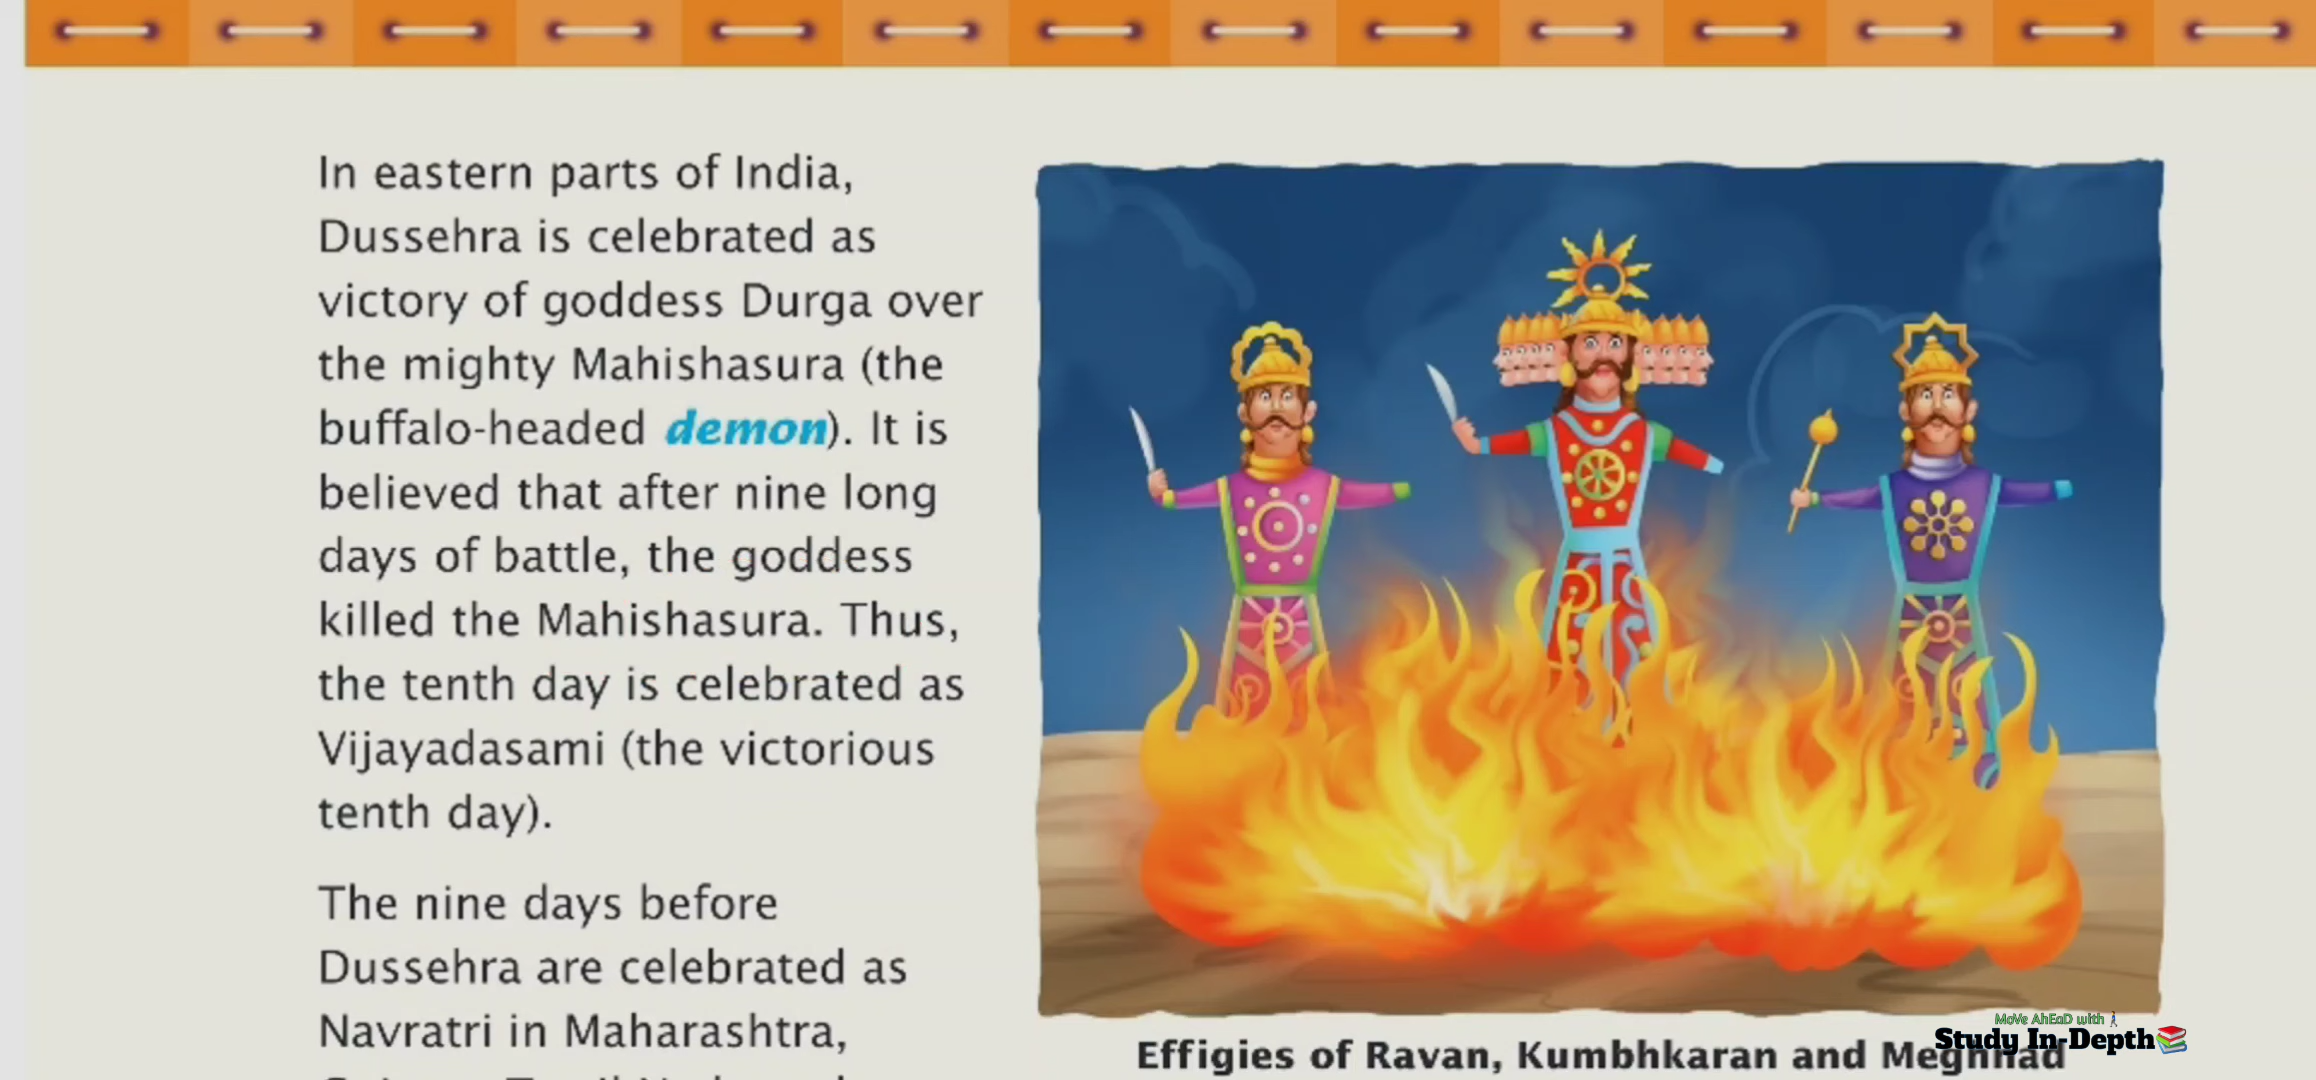 In eastern parts of India,
Dussehra is celebrated as
victory of goddess Durga over
the mighty Mahishasura (the
buffalo-headed demon). It is
believed that after nine long
days of battle, the goddess
killed the Mahishasura. Thus,
the tenth day is celebrated as
Vijayadasami (the victorious
tenth day).
The nine days before
Dussehra are celebrated as
Navratri in Maharashtra,
Effigies of Ravan, Kumbhkaran and Meghnad
MoVe AhEaD with
Study In-Depth